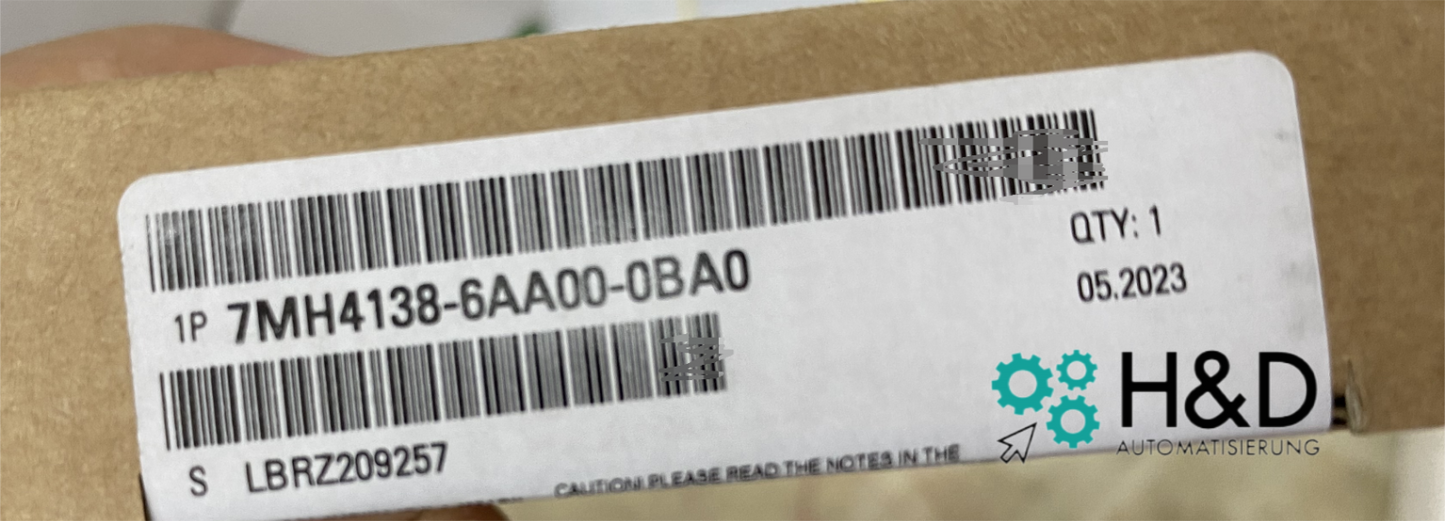 QTY: 1
1P 7MH4138-6AA00-0BA0
05.2023
S LBRZ209257
CAUTION! PLEASE READ THE NOTES IN THE
H&D
AUTOMATISIERUNG